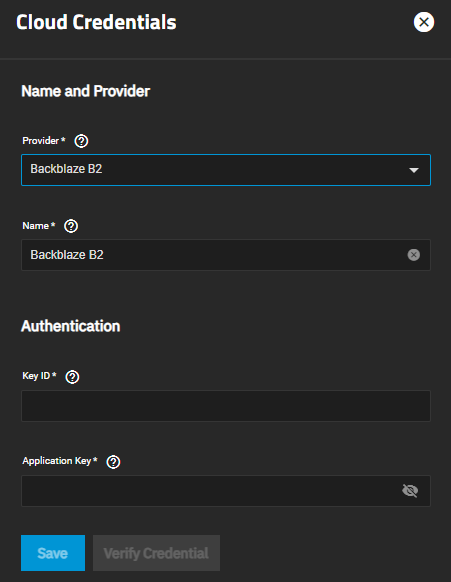 Cloud Credentials
Name and Provider
Provider *
Backblaze B2
Name *
Backblaze B2
Authentication
Key ID *
Application Key *
Save Verify Credential